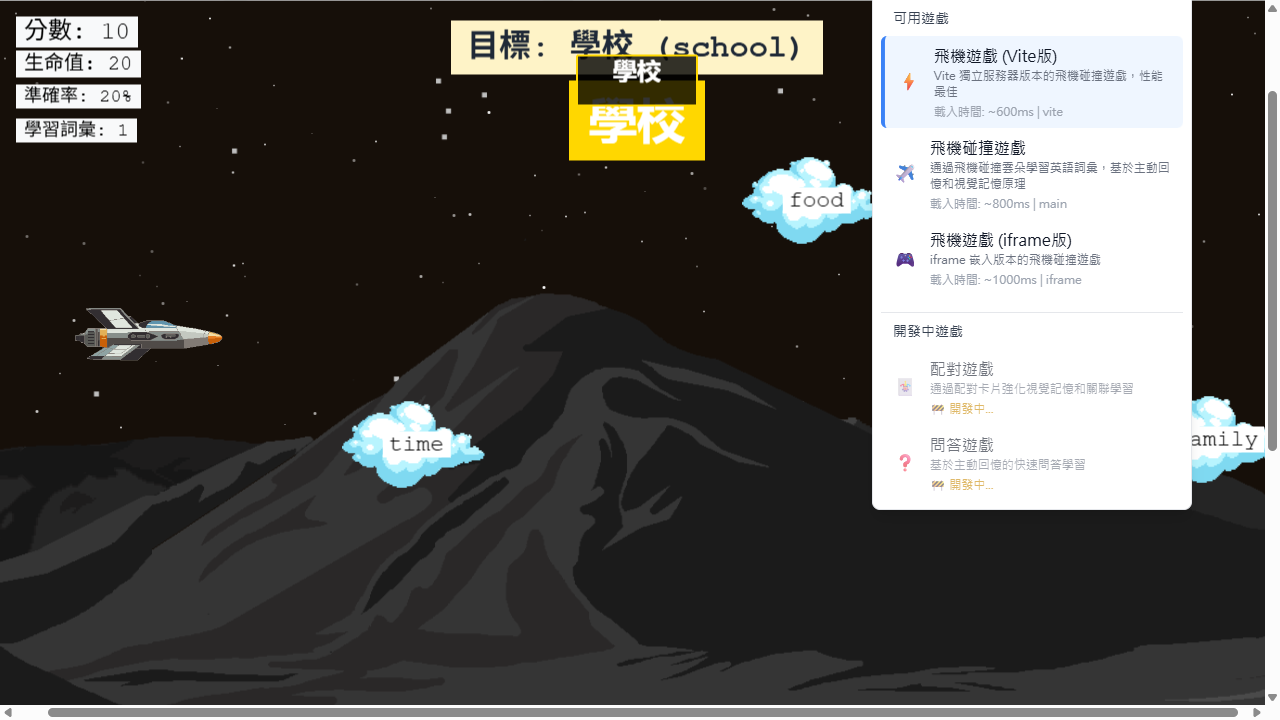 分數: 10
生命值: 20
準確率: 20%
學習詞彙: 1
目標: 學校 (school)
學校
學校
food
time
amily
可用遊戲
飛機遊戲 (Vite版)
Vite 獨立服務器版本的飛機碰撞遊戲，性能
最佳
載入時間: ~600ms | vite
飛機碰撞遊戲
通過飛機碰撞雲朵學習英語詞彙，基於主動回
憶和視覺記憶原理
載入時間: ~800ms | main
飛機遊戲 (iframe版)
iframe 嵌入版本的飛機碰撞遊戲
載入時間: ~1000ms | iframe
開發中遊戲
配對遊戲
通過配對卡片強化視覺記憶和關聯學習
🚧 開發中...
問答遊戲
基於主動回憶的快速問答學習
🚧 開發中...